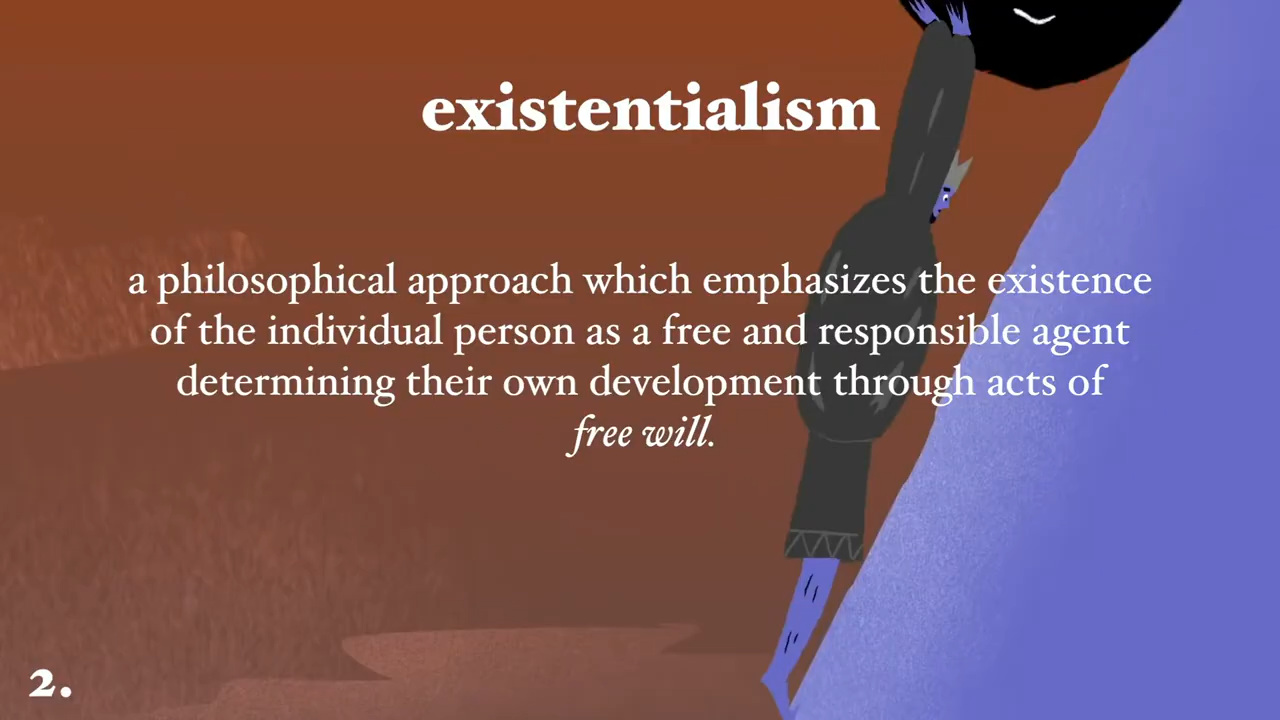 existentialism
a philosophical approach which emphasizes the existence
of the individual person as a free and responsible agent
determining their own development through acts of
free will.
2.